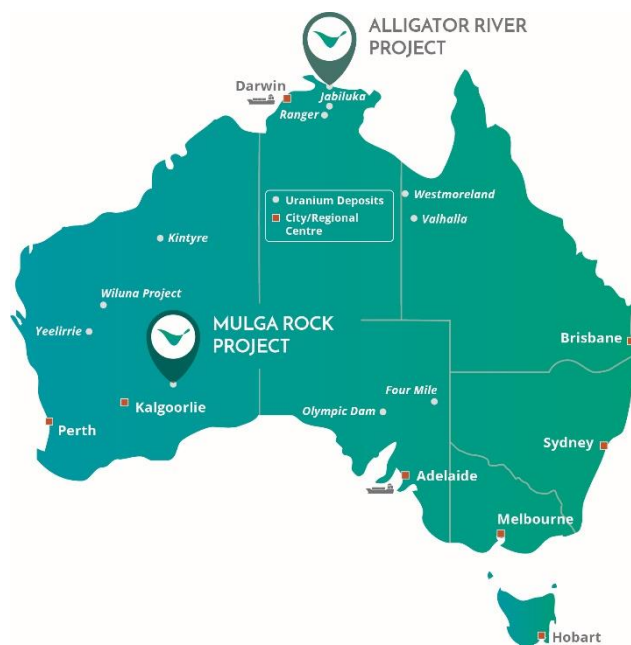 ALLIGATOR RIVER
PROJECT
Darwin
Jabiluka
Ranger
Uranium Deposits
City/Regional
Centre
Westmoreland
Valhalla
Kintyre
Wiluna Project
MULGA ROCK
PROJECT
Yeelirrie
Brisbane
Four Mile
Kalgoorlie
Olympic Dam
Perth
Sydney
Adelaide
Melbourne
Hobart